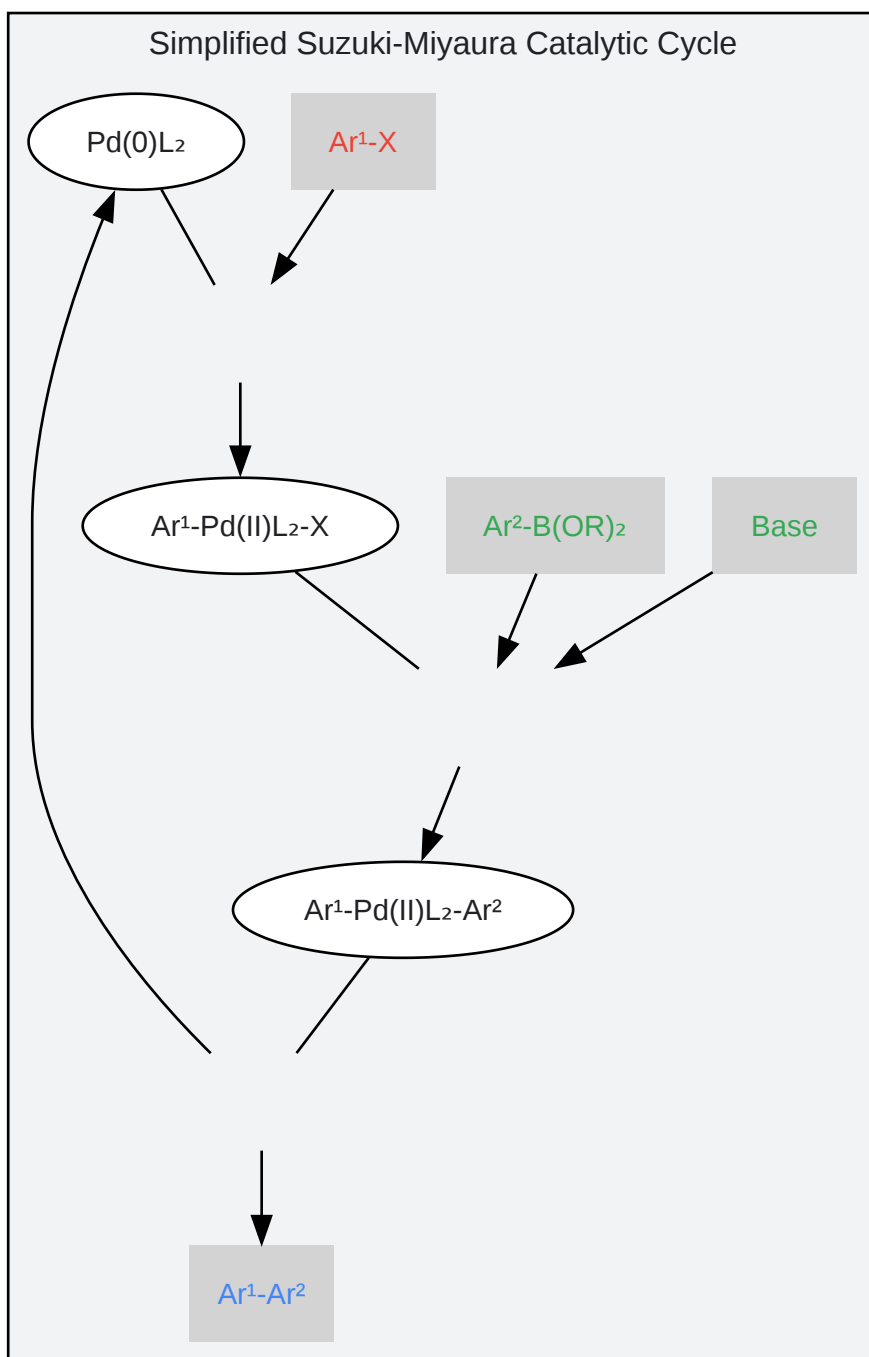 Simplified Suzuki-Miyaura Catalytic Cycle
Pd(0)L₂
Ar¹-X
Ar¹-Pd(II)L₂-X
Ar²-B(OR)₂
Base
Ar¹-Pd(II)L₂-Ar²
Ar¹-Ar²